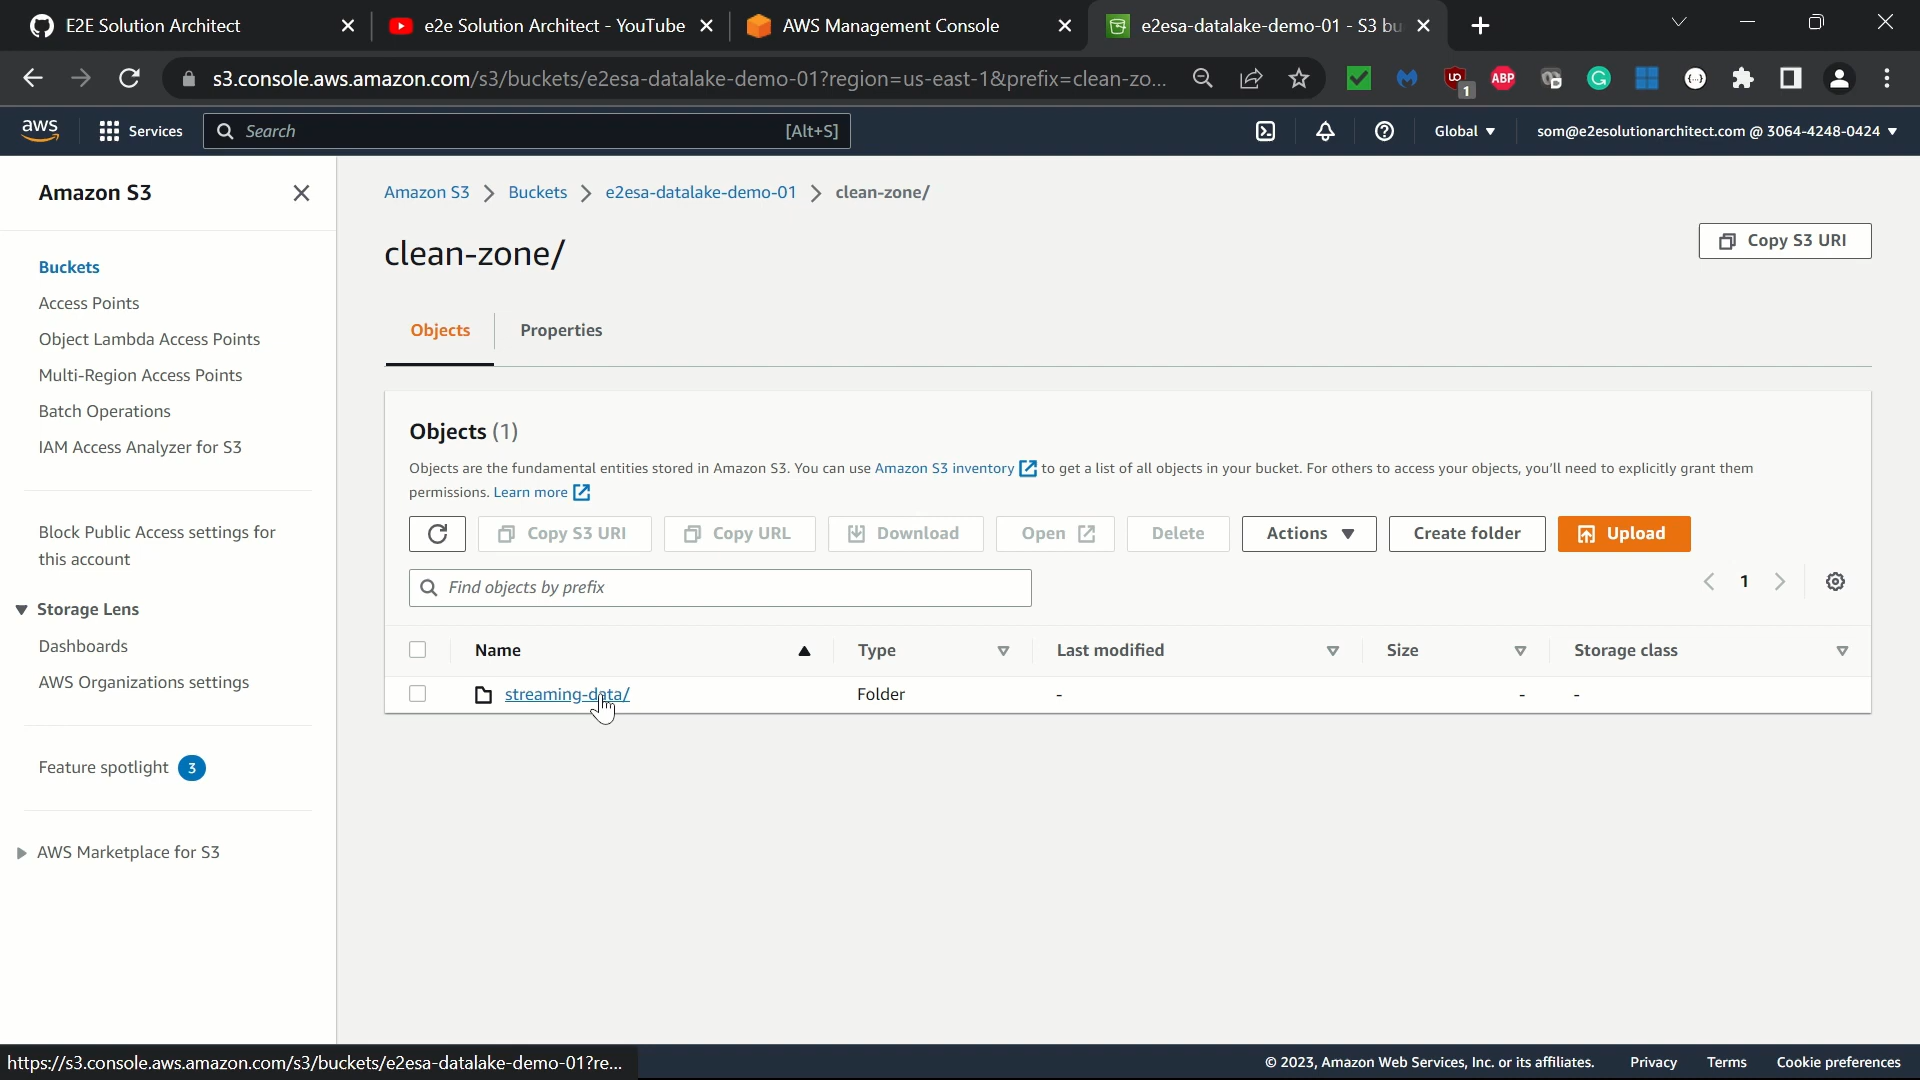 E2E Solution Architect
e2e Solution Architect - YouTube
AWS Management Console
e2esa-datalake-demo-01 - S3 bu
s3.console.aws.amazon.com/s3/buckets/e2esa-datalake-demo-01?region=us-east-1&prefix=clean-zo...
1
ABP
aws
Services
Search
[Alt+S]
Global
som@e2esolutionarchitect.com @ 3064-4248-0424
Amazon S3
Buckets
Access Points
Object Lambda Access Points
Multi-Region Access Points
Batch Operations
IAM Access Analyzer for S3
Block Public Access settings for
this account
Storage Lens
Dashboards
AWS Organizations settings
Feature spotlight 3
AWS Marketplace for S3
Amazon S3 > Buckets > e2esa-datalake-demo-01 > clean-zone/
clean-zone/
Copy S3 URI
Objects
Properties
Objects (1)
Objects are the fundamental entities stored in Amazon S3. You can use Amazon S3 inventory to get a list of all objects in your bucket. For others to access your objects, you'll need to explicitly grant them
permissions. Learn more
Copy S3 URI
Copy URL
Download
Open
Delete
Actions
Create folder
Upload
Find objects by prefix
1
Name Type Last modified Size Storage class
streaming-data/ Folder - - -
https://s3.console.aws.amazon.com/s3/buckets/e2esa-datalake-demo-01?re...
© 2023, Amazon Web Services, Inc. or its affiliates. Privacy Terms Cookie preferences